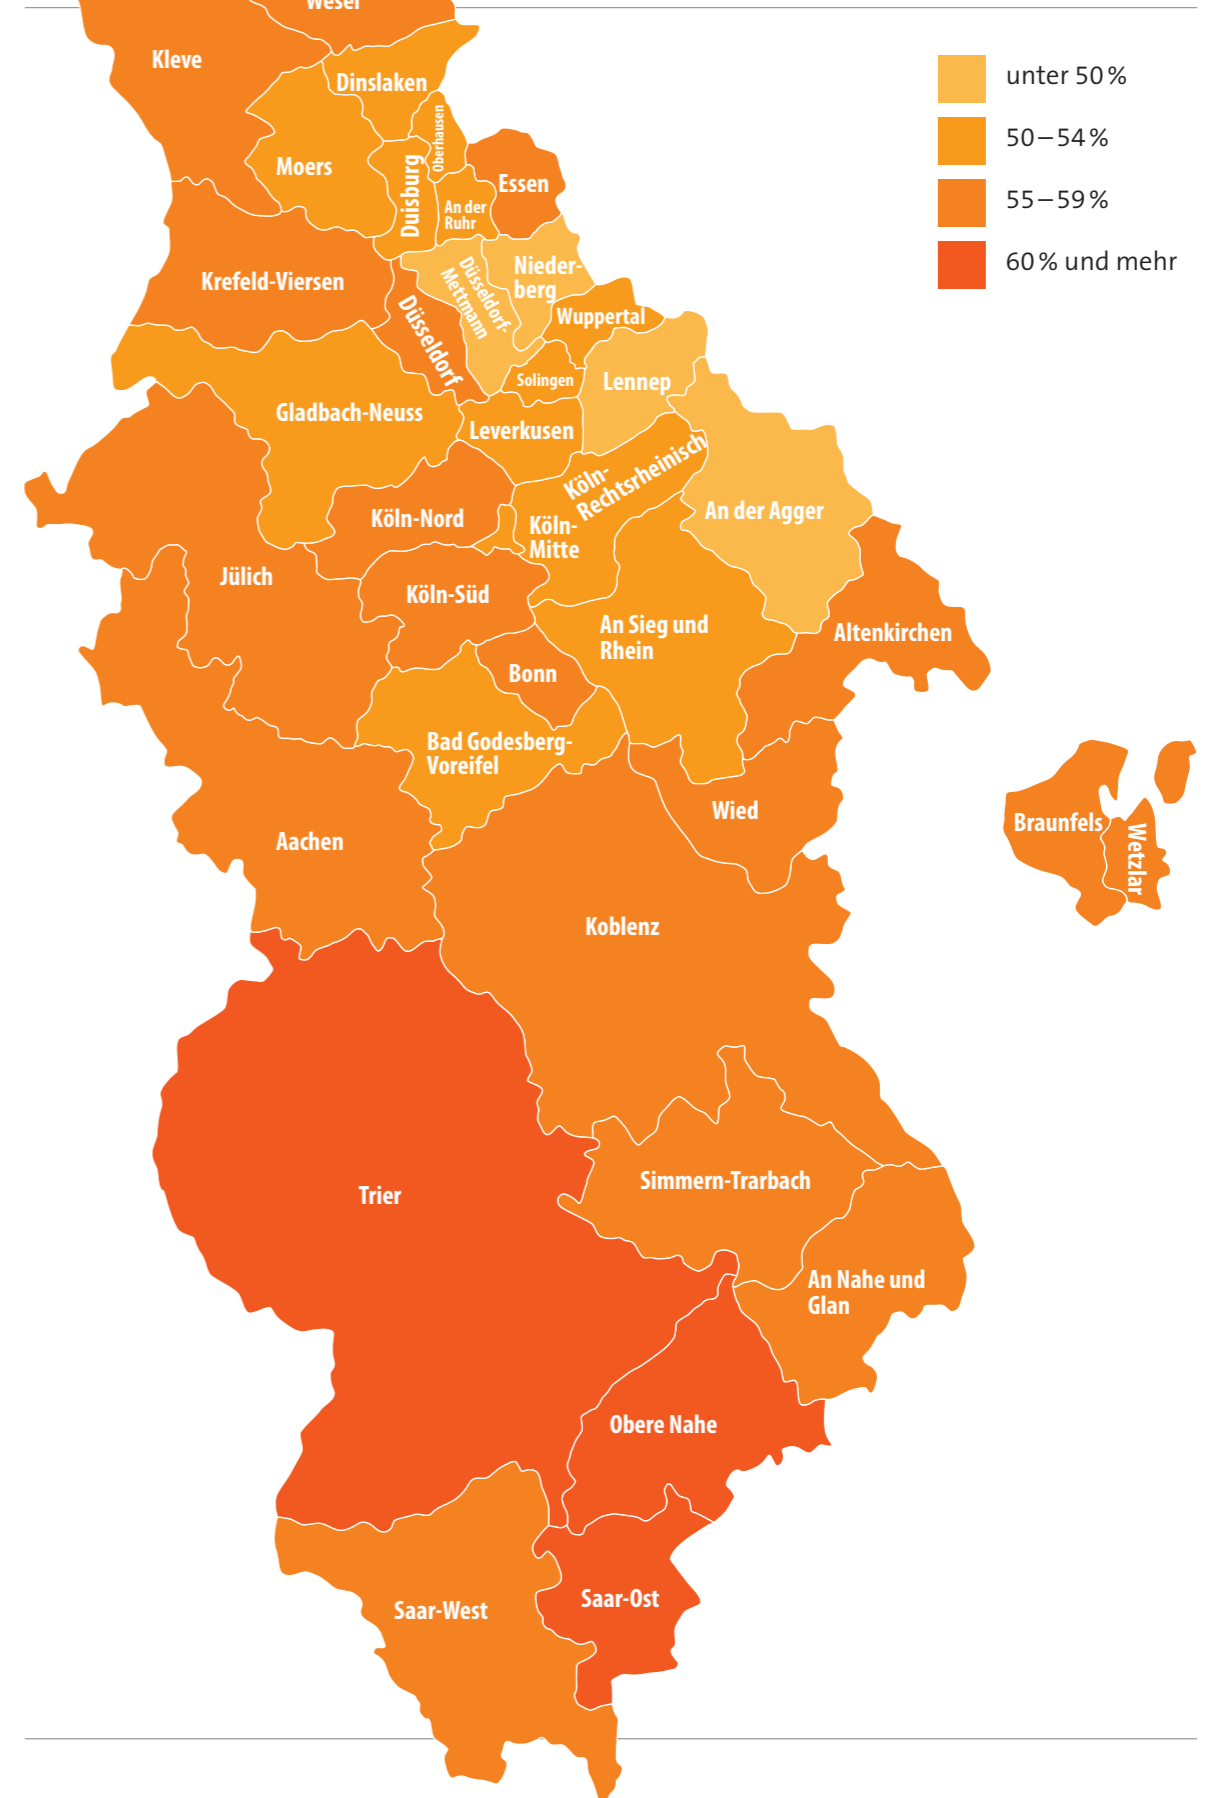 Wesel
Kleve
Dinslaken
Oberhausen
Moers
Duisburg
Essen
An der
Ruhr
Krefeld-Viersen
Düsseldorf-
Mettmann
Nieder-
berg
Wuppertal
Düsseldorf
Solingen
Lennep
Gladbach-Neuss
Leverkusen
Köln-
Rechtsrheinisch
Köln-Nord
Köln-
Mitte
An der Agger
Jülich
Köln-Süd
An Sieg und
Rhein
Altenkirchen
Bonn
Bad Godesberg-
Voreifel
Wied
Aachen
Braunfels
Wetzlar
Koblenz
Simmern-Trarbach
Trier
An Nahe und
Glan
Obere Nahe
Saar-Ost
Saar-West
unter 50 %
50 – 54 %
55 – 59 %
60 % und mehr